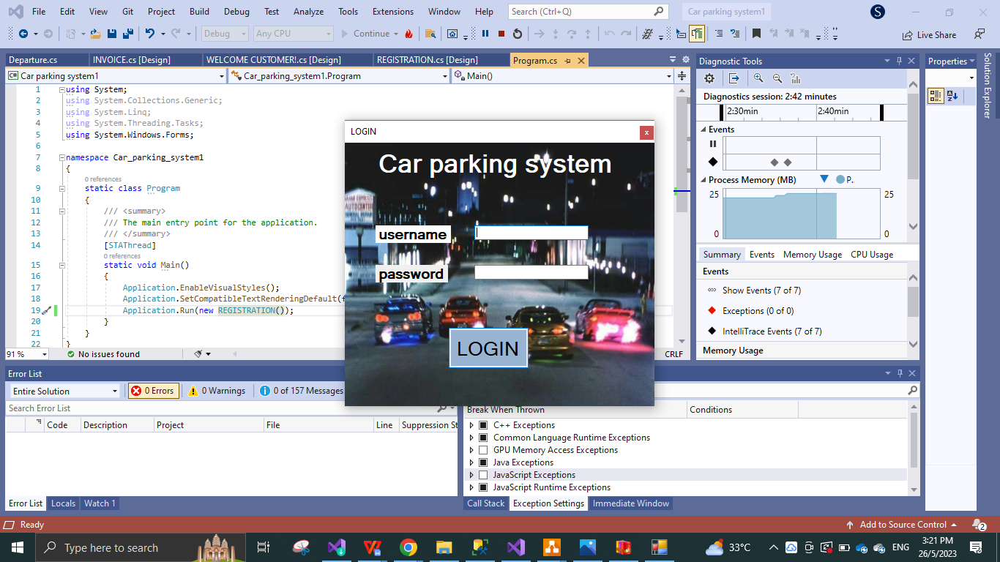 File Edit View Git Project Build Debug Test Analyze Tools Extensions Window Help Search (Ctrl+Q) Car parking system1 S
Debug Any CPU Continue Live Share
Departure.cs INVOICE.cs [Design] WELCOME CUSTOMER!.cs [Design] REGISTRATION.cs [Design] Program.cs
C# Car parking system1 Car_parking_system1.Program Main()
1 using System;
2 using System.Collections.Generic;
3 using System.Linq;
4 using System.Threading.Tasks;
5 using System.Windows.Forms;
6
7 namespace Car_parking_system1
8 {
0 references
9 static class Program
10 {
11 /// <summary>
12 /// The main entry point for the application.
13 /// </summary>
14 [STAThread]
0 references
15 static void Main()
16 {
17 Application.EnableVisualStyles();
18 Application.SetCompatibleTextRenderingDefault(f
19 Application.Run(new REGISTRATION());
20 }
21 }
22 }
91 % No issues found CRLF
LOGIN x
Car parking system
username
password
LOGIN
Diagnostic Tools
Diagnostics session: 2:42 minutes
2:30min 2:40min
Events
Process Memory (MB) P..
25 25
0 0
Summary Events Memory Usage CPU Usage
Events
Show Events (7 of 7)
Exceptions (0 of 0)
IntelliTrace Events (7 of 7)
Memory Usage
Properties
Solution Explorer
Error List
Entire Solution 0 Errors 0 Warnings 0 of 157 Messages
Search Error List
Code Description Project File Line Suppression St
Error List Locals Watch 1
Break When Thrown Conditions
C++ Exceptions
Common Language Runtime Exceptions
GPU Memory Access Exceptions
Java Exceptions
JavaScript Exceptions
JavaScript Runtime Exceptions
Call Stack Exception Settings Immediate Window
Ready Add to Source Control 2
Type here to search 33°C ENG 3:21 PM
26/5/2023